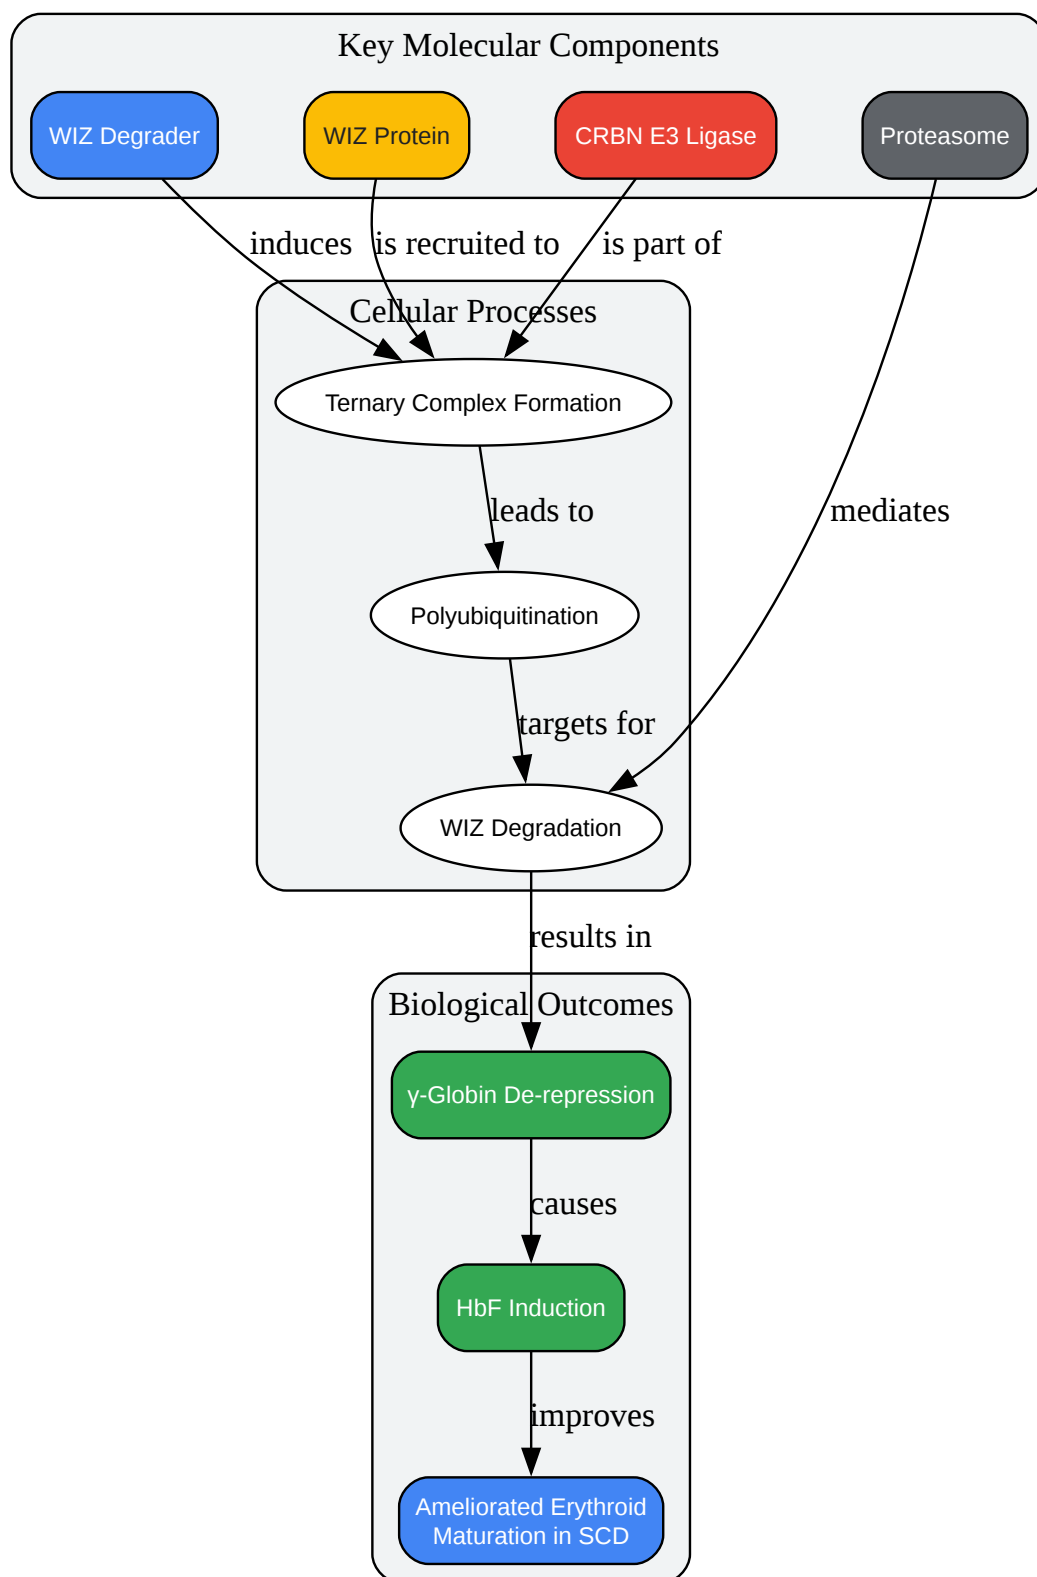 Key Molecular Components
WIZ Degrader
WIZ Protein
CRBN E3 Ligase
Proteasome
induces
is recruited to
is part of
Cellular Processes
Ternary Complex Formation
leads to
mediates
Polyubiquitination
targets for
WIZ Degradation
results in
Biological Outcomes
γ-Globin De-repression
causes
HbF Induction
improves
Ameliorated Erythroid
Maturation in SCD